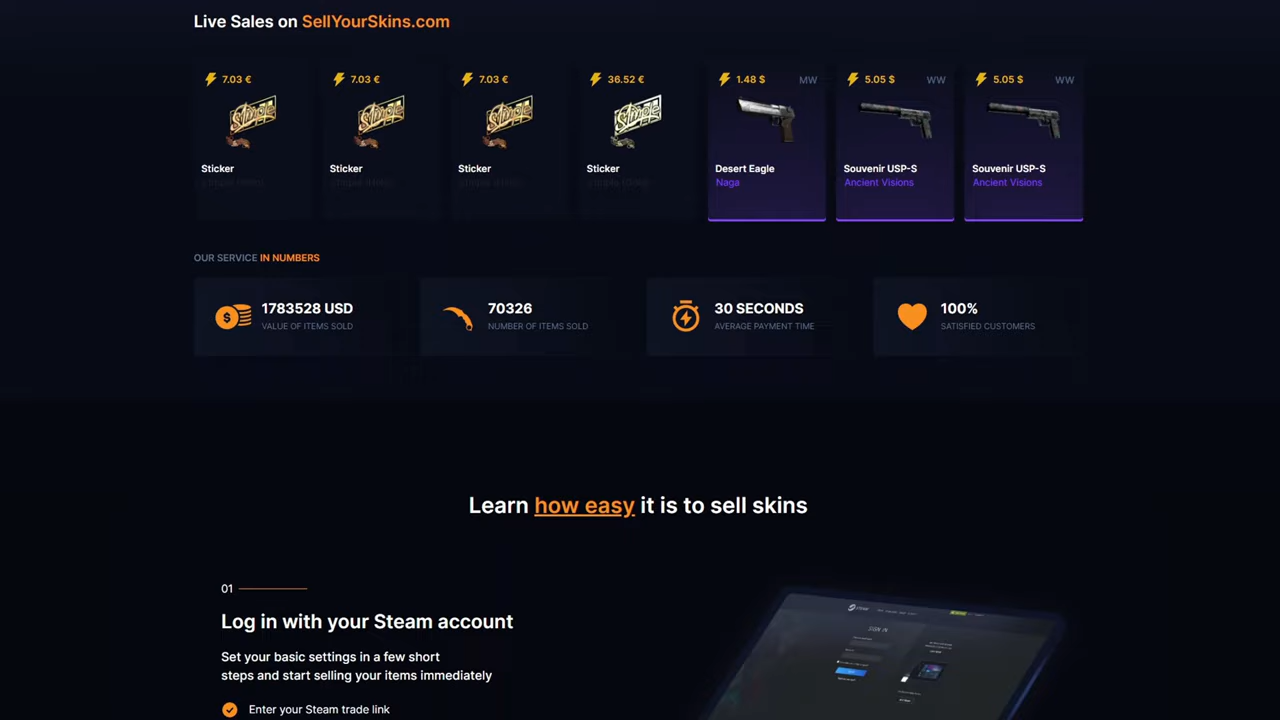 Live Sales on SellYourSkins.com
7.03 € 7.03 € 7.03 € 36.52 € 1.48 $ MW 5.05 $ WW 5.05 $ WW
Sticker Sticker Sticker Sticker Desert Eagle Souvenir USP-S Souvenir USP-S
Naga Ancient Visions Ancient Visions
OUR SERVICE IN NUMBERS
1783528 USD 70326 30 SECONDS 100%
VALUE OF ITEMS SOLD NUMBER OF ITEMS SOLD AVERAGE PAYMENT TIME SATISFIED CUSTOMERS
Learn how easy it is to sell skins
01
Log in with your Steam account
Set your basic settings in a few short
steps and start selling your items immediately
Enter your Steam trade link
STEAM
SIGN IN